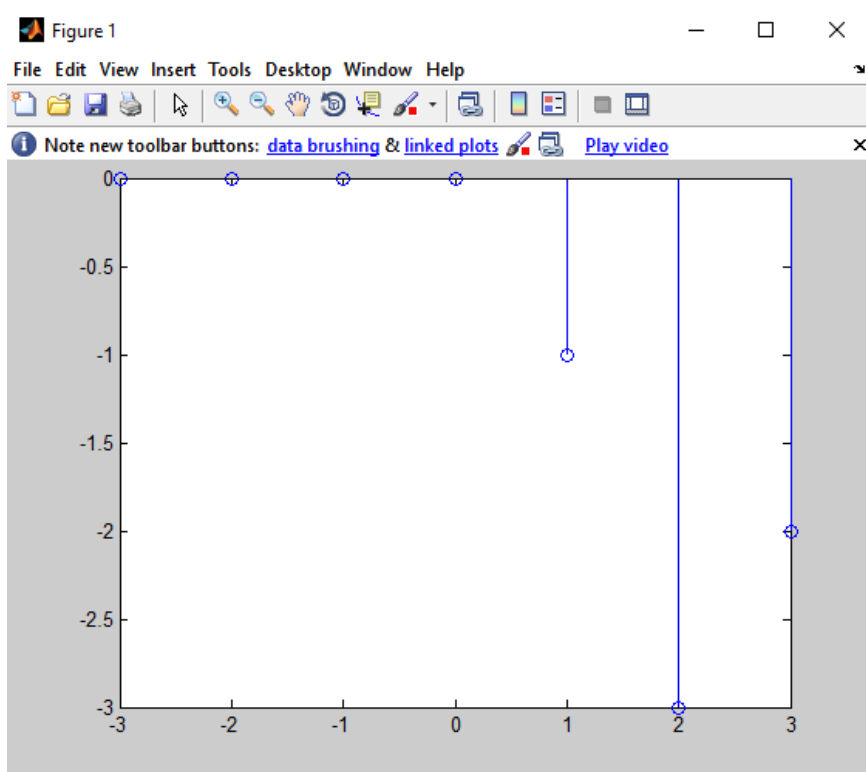 Figure 1
File Edit View Insert Tools Desktop Window Help
Note new toolbar buttons: data brushing & linked plots Play video
0
-0.5
-1
-1.5
-2
-2.5
-3
-3 -2 -1 0 1 2 3